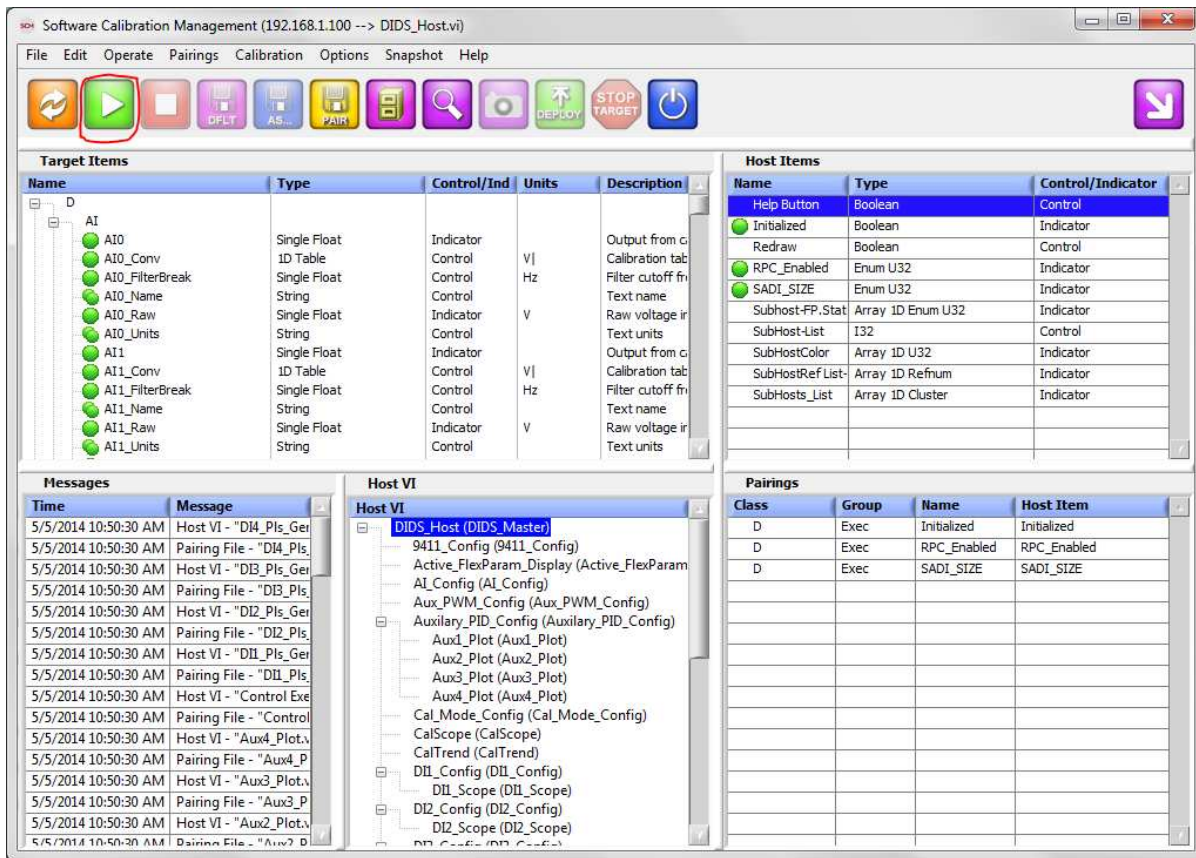 SCM Software Calibration Management (192.168.1.100 --> DIDS_Host.vi)
File Edit Operate Pairings Calibration Options Snapshot Help
DFLT AS... PAIR DEPLOY STOP TARGET
Target Items
Name Type Control/Ind Units Description
D
AI
AI0 Single Float Indicator Output from c
AI0_Conv 1D Table Control V| Calibration tab
AI0_FilterBreak Single Float Control Hz Filter cutoff fr
AI0_Name String Control Text name
AI0_Raw Single Float Indicator V Raw voltage ir
AI0_Units String Control Text units
AI1 Single Float Indicator Output from c
AI1_Conv 1D Table Control V| Calibration tab
AI1_FilterBreak Single Float Control Hz Filter cutoff fr
AI1_Name String Control Text name
AI1_Raw Single Float Indicator V Raw voltage ir
AI1_Units String Control Text units
Host Items
Name Type Control/Indicator
Help Button Boolean Control
Initialized Boolean Indicator
Redraw Boolean Control
RPC_Enabled Enum U32 Indicator
SADI_SIZE Enum U32 Indicator
Subhost-FP.Stat Array 1D Enum U32 Indicator
SubHost-List I32 Control
SubHostColor Array 1D U32 Indicator
SubHostRef List- Array 1D Refnum Indicator
SubHosts_List Array 1D Cluster Indicator
Messages
Time Message
5/5/2014 10:50:30 AM Host VI - "DI4_Pls_Ger
5/5/2014 10:50:30 AM Pairing File - "DI4_Pls_
5/5/2014 10:50:30 AM Host VI - "DI3_Pls_Ger
5/5/2014 10:50:30 AM Pairing File - "DI3_Pls_
5/5/2014 10:50:30 AM Host VI - "DI2_Pls_Ger
5/5/2014 10:50:30 AM Pairing File - "DI2_Pls_
5/5/2014 10:50:30 AM Host VI - "DI1_Pls_Ger
5/5/2014 10:50:30 AM Pairing File - "DI1_Pls_
5/5/2014 10:50:30 AM Host VI - "Control Exe
5/5/2014 10:50:30 AM Pairing File - "Control
5/5/2014 10:50:30 AM Host VI - "Aux4_Plot.v
5/5/2014 10:50:30 AM Pairing File - "Aux4_P
5/5/2014 10:50:30 AM Host VI - "Aux3_Plot.v
5/5/2014 10:50:30 AM Pairing File - "Aux3_P
5/5/2014 10:50:30 AM Host VI - "Aux2_Plot.v
5/5/2014 10:50:30 AM Pairing File - "Aux2_P
Host VI
Host VI
DIDS_Host (DIDS_Master)
9411_Config (9411_Config)
Active_FlexParam_Display (Active_FlexParam
AI_Config (AI_Config)
Aux_PWM_Config (Aux_PWM_Config)
Auxilary_PID_Config (Auxilary_PID_Config)
Aux1_Plot (Aux1_Plot)
Aux2_Plot (Aux2_Plot)
Aux3_Plot (Aux3_Plot)
Aux4_Plot (Aux4_Plot)
Cal_Mode_Config (Cal_Mode_Config)
CalScope (CalScope)
CalTrend (CalTrend)
DI1_Config (DI1_Config)
DI1_Scope (DI1_Scope)
DI2_Config (DI2_Config)
DI2_Scope (DI2_Scope)
DI3_Config (DI3_Config)
Pairings
Class Group Name Host Item
D Exec Initialized Initialized
D Exec RPC_Enabled RPC_Enabled
D Exec SADI_SIZE SADI_SIZE